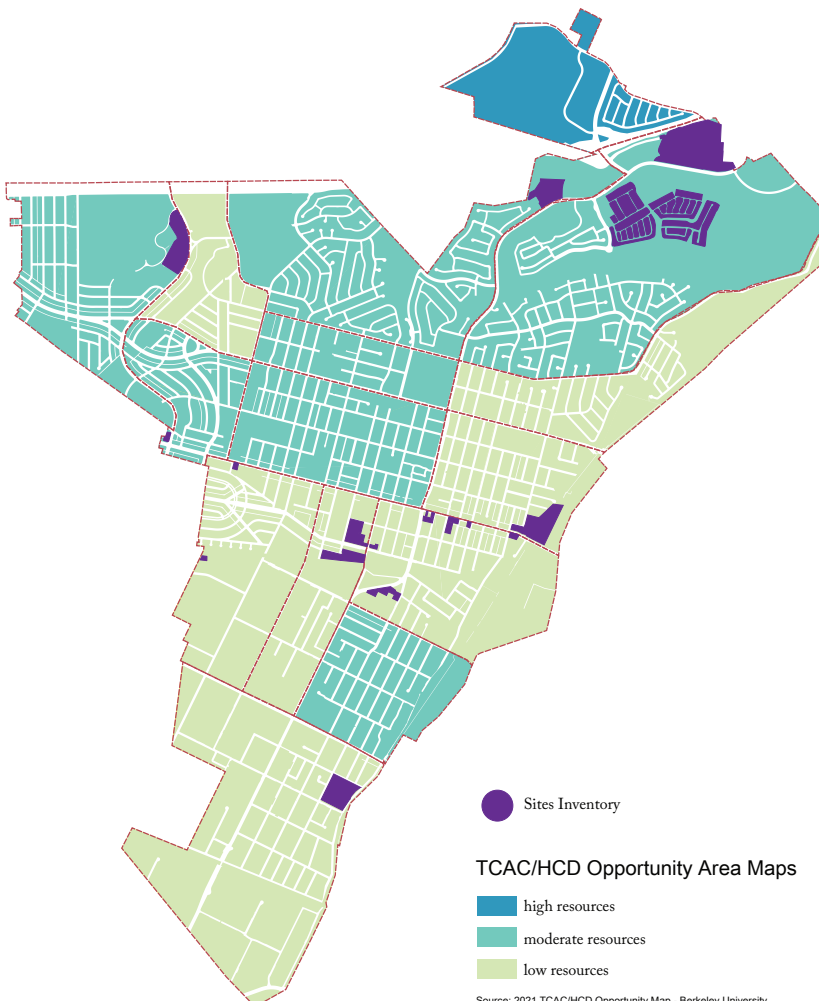 Sites Inventory
TCAC/HCD Opportunity Area Maps
high resources
moderate resources
low resources
Source: 2021 TCAC/HCD Opportunity Map - Berkeley University